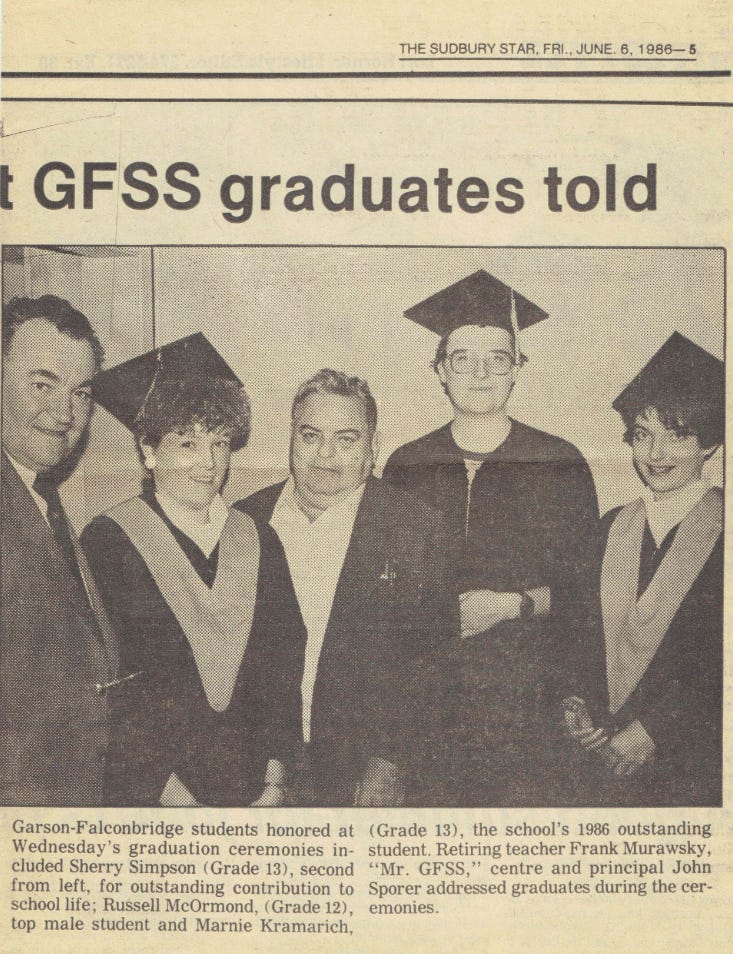 THE SUDBURY STAR, FRI., JUNE. 6, 1986—5
t GFSS graduates told
Garson-Falconbridge students honored at
Wednesday's graduation ceremonies in-
cluded Sherry Simpson (Grade 13), second
from left, for outstanding contribution to
school life; Russell McOrmond, (Grade 12),
top male student and Marnie Kramarich,
(Grade 13), the school's 1986 outstanding
student. Retiring teacher Frank Murawsky,
“Mr. GFSS,” centre and principal John
Sporer addressed graduates during the cer-
emonies.